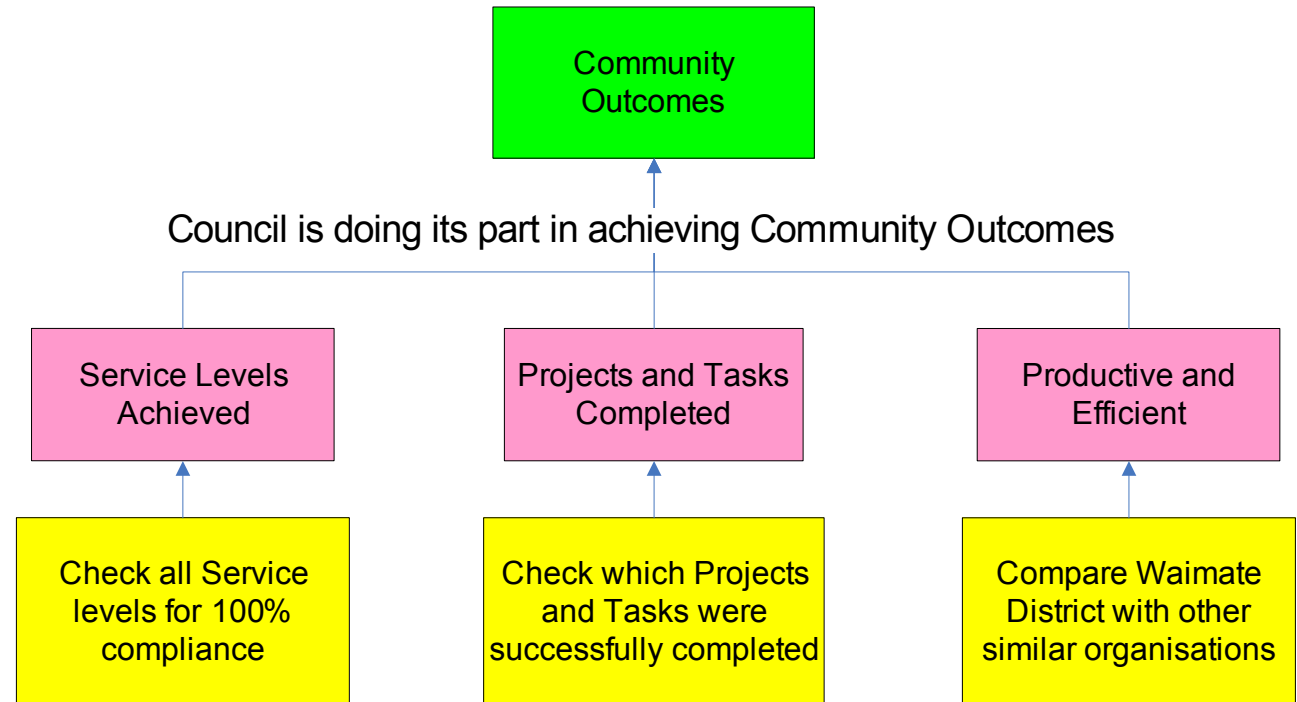 Community
Outcomes
Council is doing its part in achieving Community Outcomes
Service Levels
Achieved
Projects and Tasks
Completed
Productive and
Efficient
Check all Service
levels for 100%
compliance
Check which Projects
and Tasks were
successfully completed
Compare Waimate
District with other
similar organisations